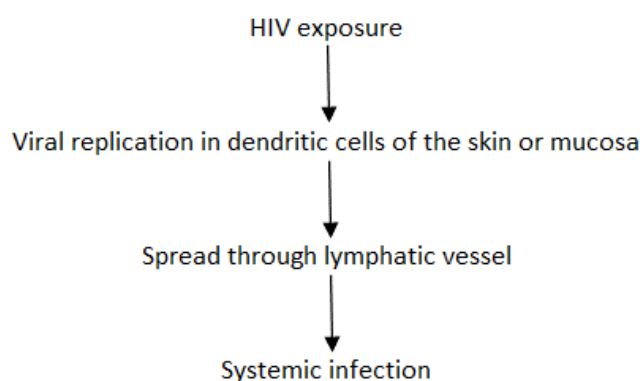 HIV exposure
Viral replication in dendritic cells of the skin or mucosa
Spread through lymphatic vessel
Systemic infection